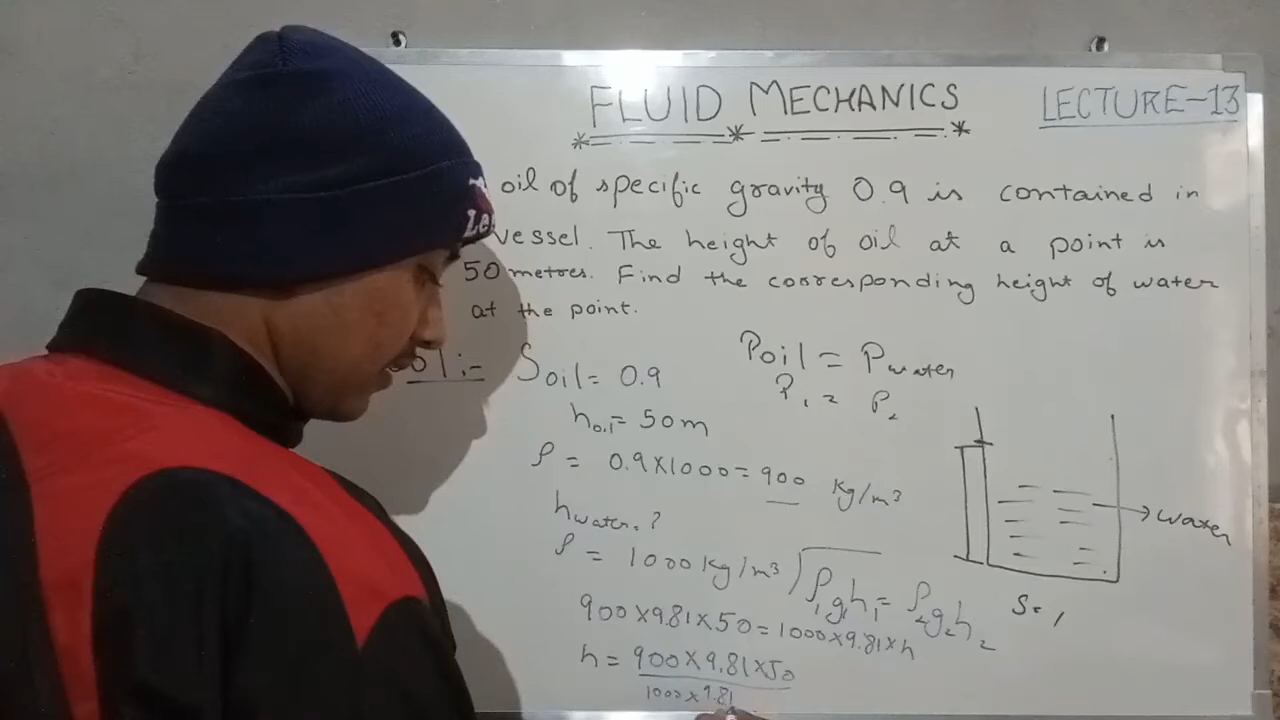 FLUID MECHANICS
LECTURE-13
oil of specific gravity 0.9 is contained in
vessel. The height of oil at a point is
50 metres. Find the corresponding height of water
at the point.
Sol:- Soil = 0.9
Poil = Pwater
P1 = P2
hoil = 50m
ρ = 0.9×1000 = 900 kg/m³
hwater = ?
→ water
ρ = 1000 kg/m³
ρ1g1h1 = ρ2g2h2
S = 1
900×9.81×50 = 1000×9.81×h
h = 900×9.81×50
1000×9.81